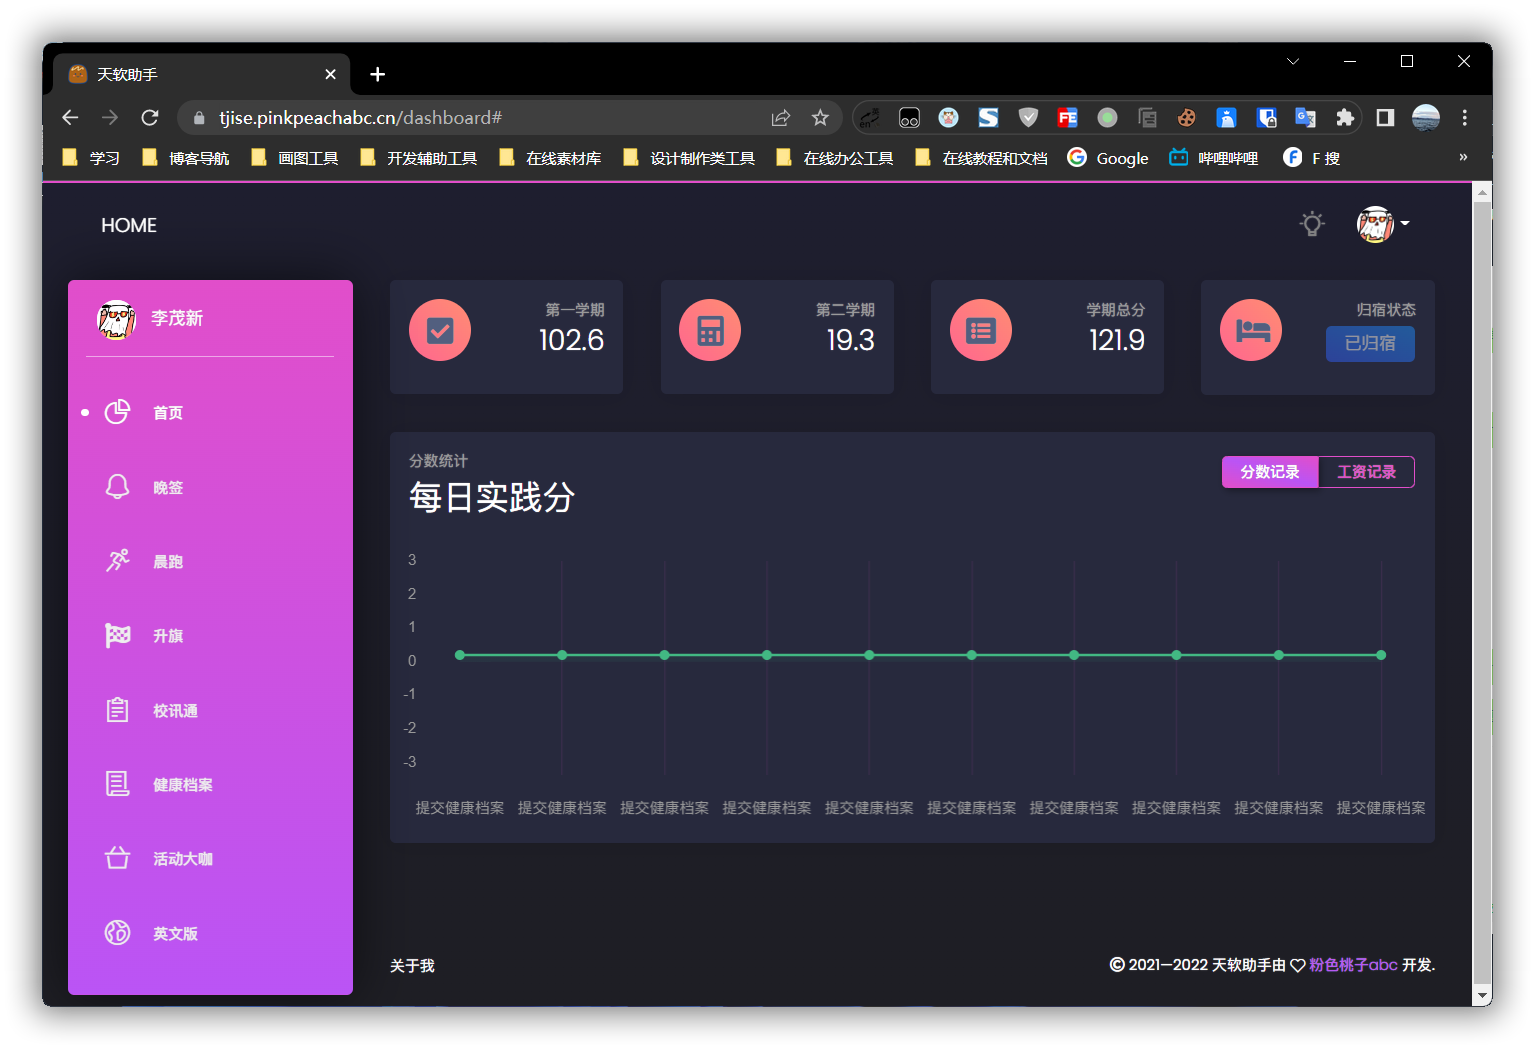 天软助手
tjise.pinkpeachabc.cn/dashboard#
学习 博客导航 画图工具 开发辅助工具 在线素材库 设计制作类工具 在线办公工具 在线教程和文档 Google 哔哩哔哩 F 搜 »
HOME
李茂新
首页
晚签
晨跑
升旗
校讯通
健康档案
活动大咖
英文版
第一学期
102.6
第二学期
19.3
学期总分
121.9
归宿状态
已归宿
分数统计
每日实践分
分数记录 工资记录
3
2
1
0
-1
-2
-3
提交健康档案 提交健康档案 提交健康档案 提交健康档案 提交健康档案 提交健康档案 提交健康档案 提交健康档案 提交健康档案 提交健康档案
关于我
© 2021—2022 天软助手由 ♡ 粉色桃子abc 开发.